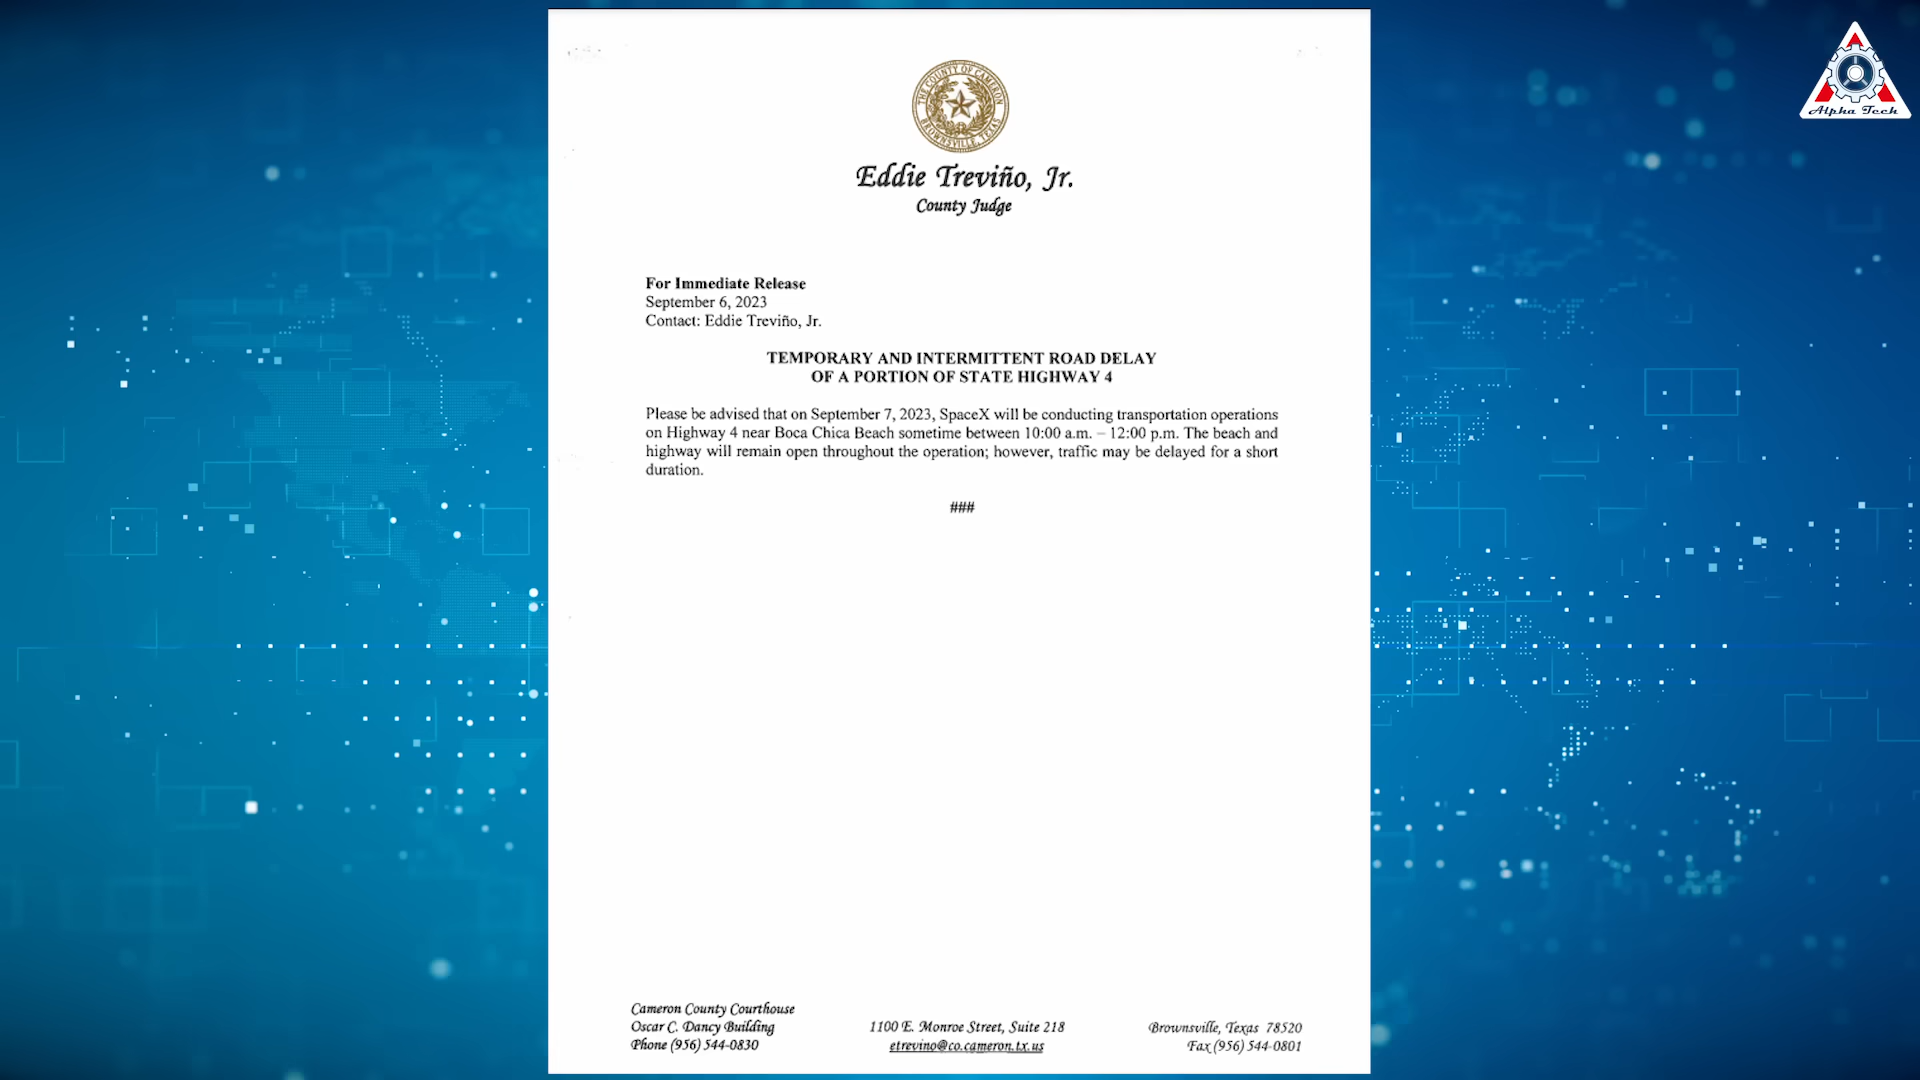 THE COUNTY OF CAMERON
BROWNSVILLE, TEXAS
Alpha Tech
Eddie Treviño, Jr.
County Judge
For Immediate Release
September 6, 2023
Contact: Eddie Treviño, Jr.
TEMPORARY AND INTERMITTENT ROAD DELAY
OF A PORTION OF STATE HIGHWAY 4
Please be advised that on September 7, 2023, SpaceX will be conducting transportation operations
on Highway 4 near Boca Chica Beach sometime between 10:00 a.m. – 12:00 p.m. The beach and
highway will remain open throughout the operation; however, traffic may be delayed for a short
duration.
###
Cameron County Courthouse
Oscar C. Dancy Building
Phone (956) 544-0830
1100 E. Monroe Street, Suite 218
etrevino@co.cameron.tx.us
Brownsville, Texas 78520
Fax (956) 544-0801